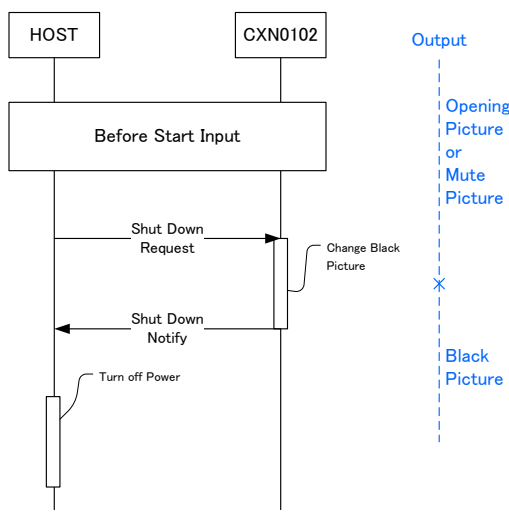 HOST
CXN0102
Output
Before Start Input
Opening
Picture
or
Mute
Picture
Shut Down
Request
Change Black
Picture
Shut Down
Notify
Black
Picture
Turn off Power